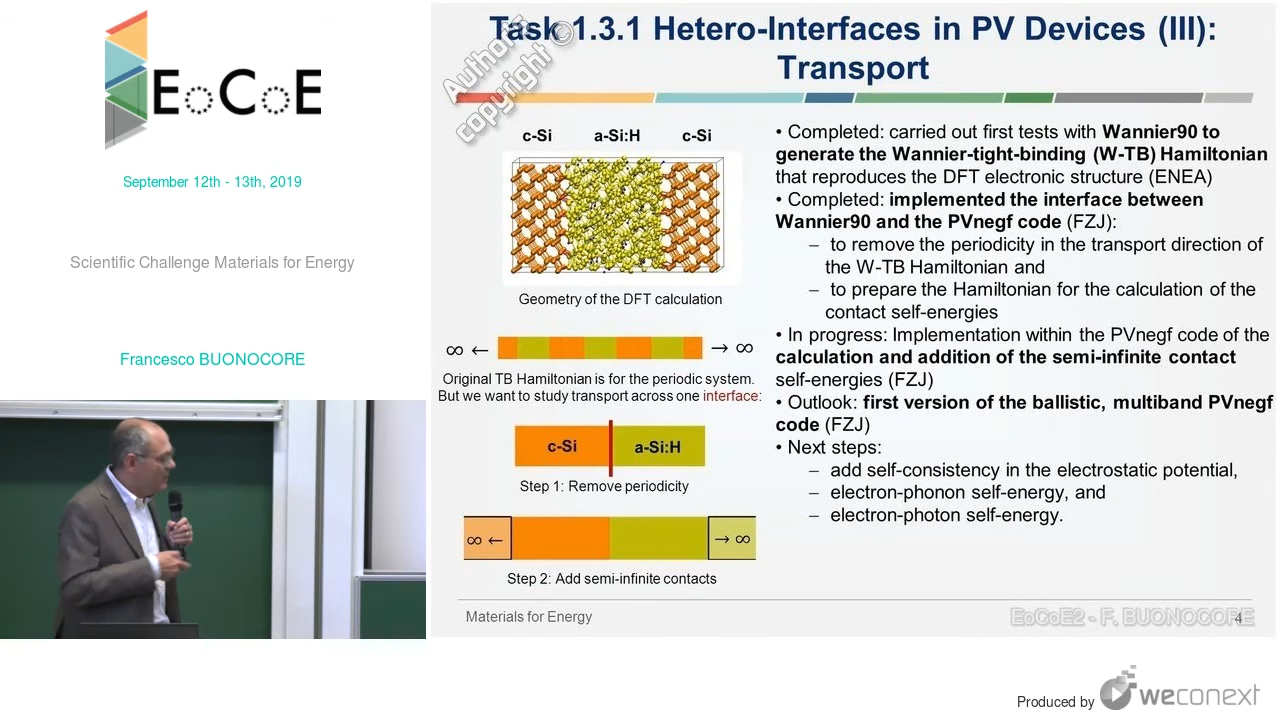 EoCoE
September 12th - 13th, 2019
Scientific Challenge Materials for Energy
Francesco BUONOCORE
Task 1.3.1 Hetero-Interfaces in PV Devices (III):
Transport
Author's ©
copyright
c-Si a-Si:H c-Si
Geometry of the DFT calculation
∞ ← → ∞
Original TB Hamiltonian is for the periodic system.
But we want to study transport across one interface:
c-Si a-Si:H
Step 1: Remove periodicity
∞ ← → ∞
Step 2: Add semi-infinite contacts
• Completed: carried out first tests with Wannier90 to
generate the Wannier-tight-binding (W-TB) Hamiltonian
that reproduces the DFT electronic structure (ENEA)
• Completed: implemented the interface between
Wannier90 and the PVnegf code (FZJ):
– to remove the periodicity in the transport direction of
the W-TB Hamiltonian and
– to prepare the Hamiltonian for the calculation of the
contact self-energies
• In progress: Implementation within the PVnegf code of the
calculation and addition of the semi-infinite contact
self-energies (FZJ)
• Outlook: first version of the ballistic, multiband PVnegf
code (FZJ)
• Next steps:
– add self-consistency in the electrostatic potential,
– electron-phonon self-energy, and
– electron-photon self-energy.
Materials for Energy
EoCoE2 - F. BUONOCORE
4
Produced by weconext